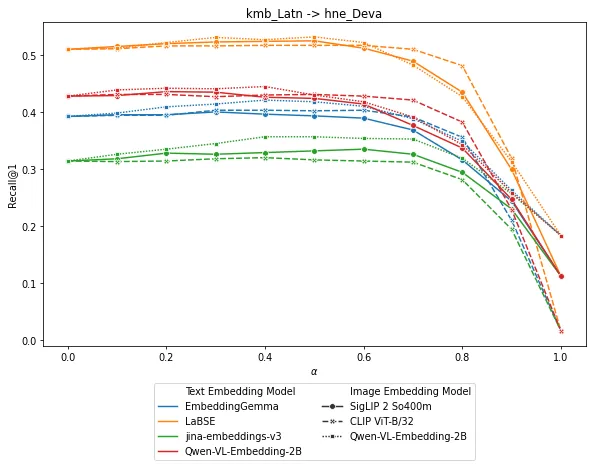 kmb_Latn -> hne_Deva
Recall@1
0.5
0.4
0.3
0.2
0.1
0.0
0.0 0.2 0.4 0.6 0.8 1.0
α
Text Embedding Model Image Embedding Model
EmbeddingGemma SigLIP 2 So400m
LaBSE CLIP ViT-B/32
jina-embeddings-v3 Qwen-VL-Embedding-2B
Qwen-VL-Embedding-2B